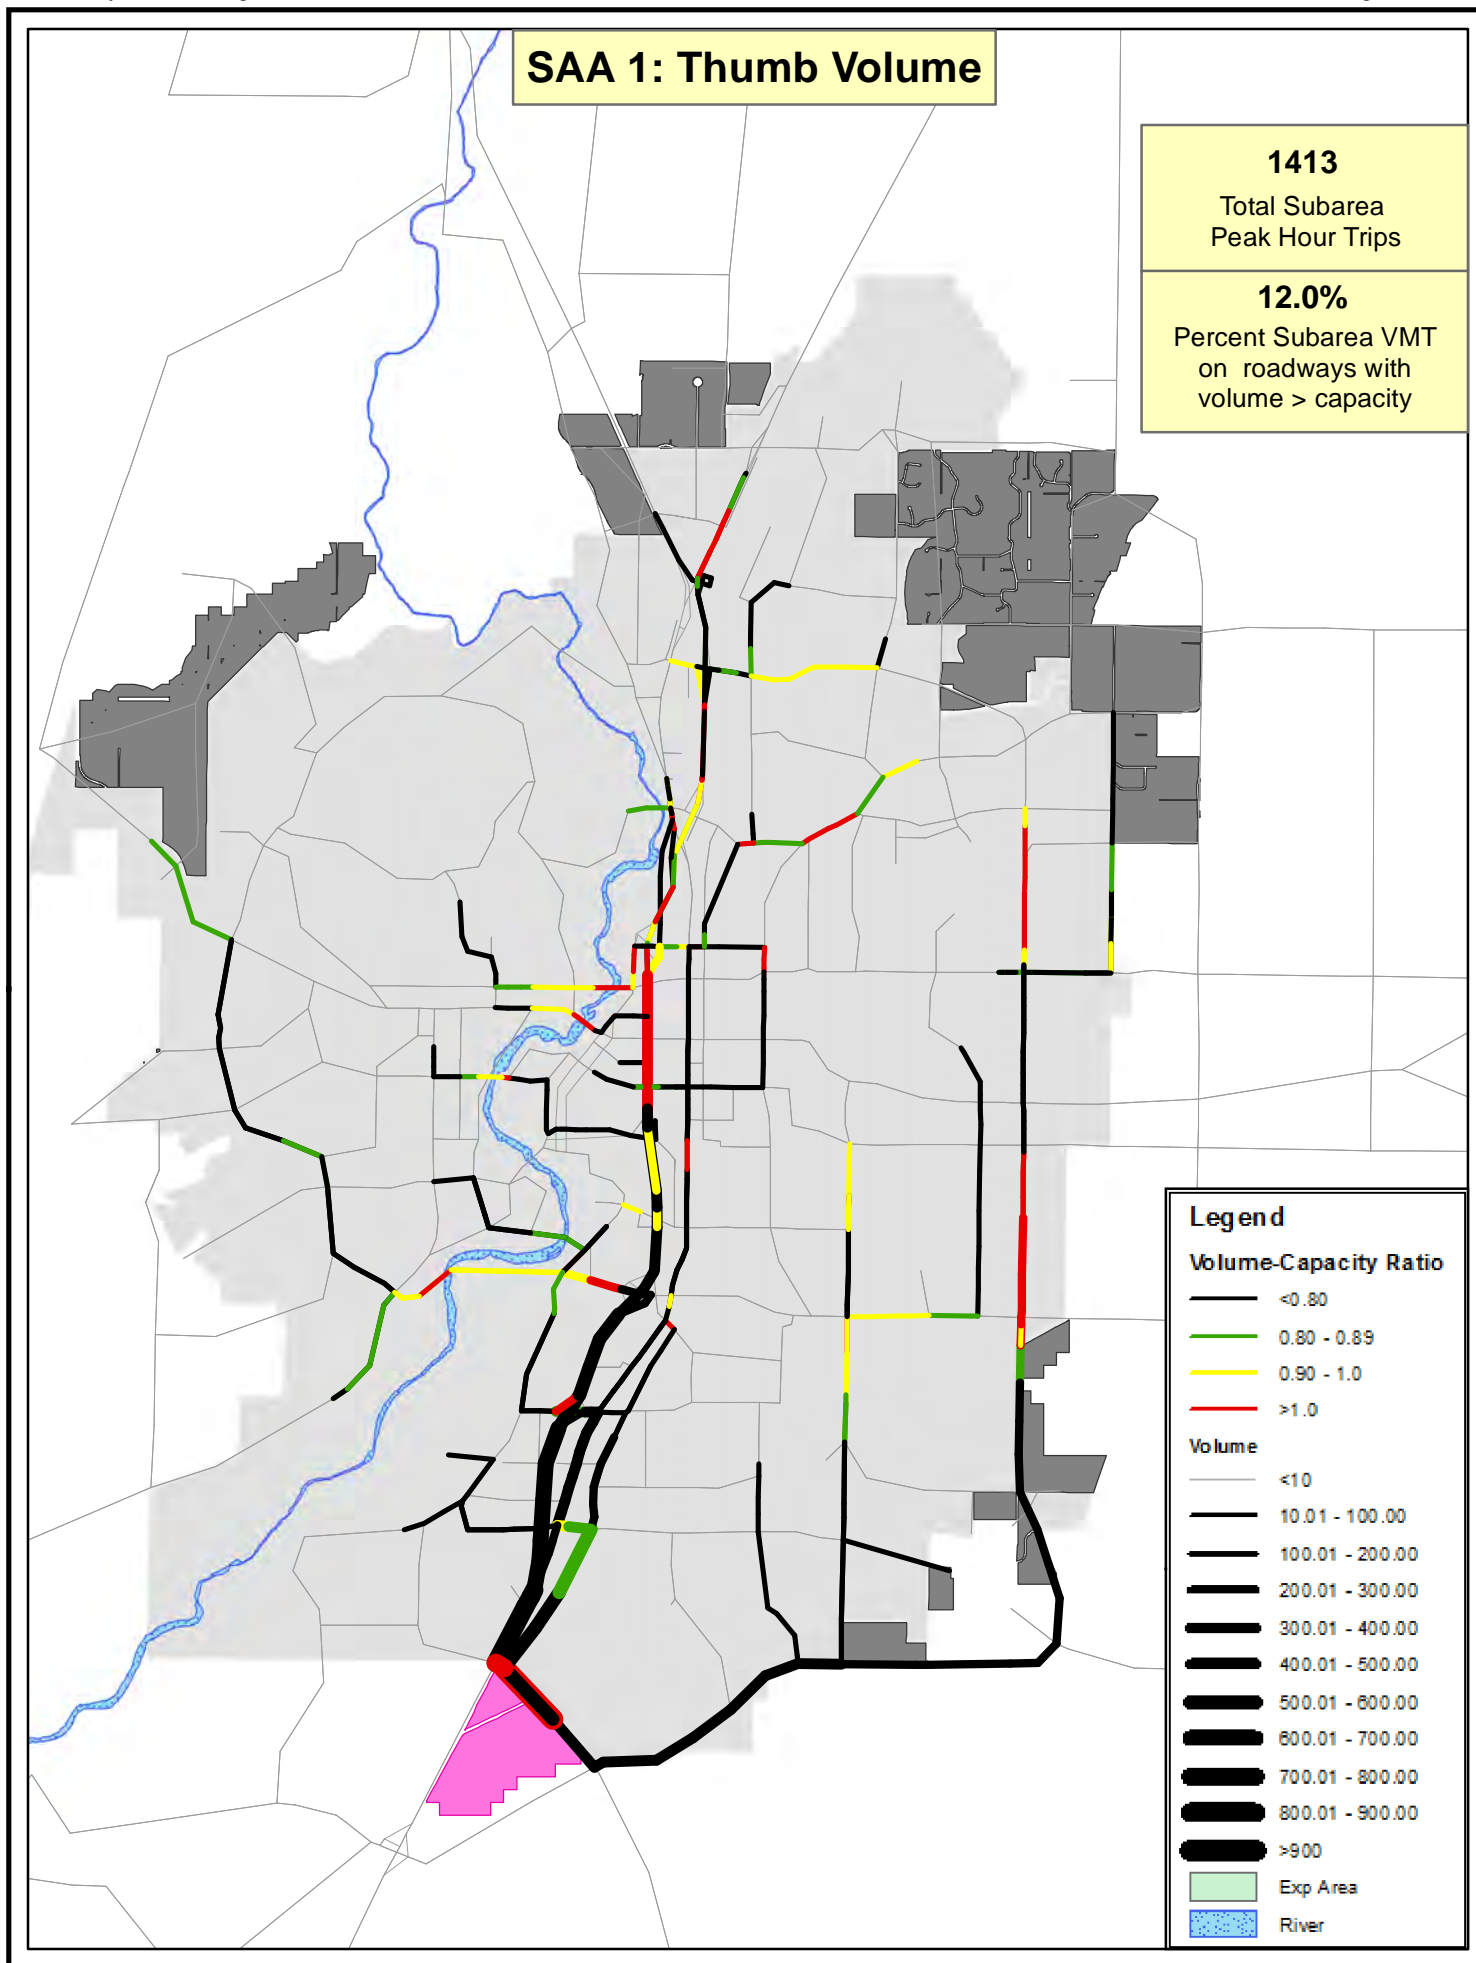 SAA 1: Thumb Volume
1413
Total Subarea
Peak Hour Trips
12.0%
Percent Subarea VMT
on roadways with
volume > capacity
Legend
Volume-Capacity Ratio
<0.80
0.80 - 0.89
0.90 - 1.0
>1.0
Volume
<10
10.01 - 100.00
100.01 - 200.00
200.01 - 300.00
300.01 - 400.00
400.01 - 500.00
500.01 - 600.00
600.01 - 700.00
700.01 - 800.00
800.01 - 900.00
>900
Exp Area
River